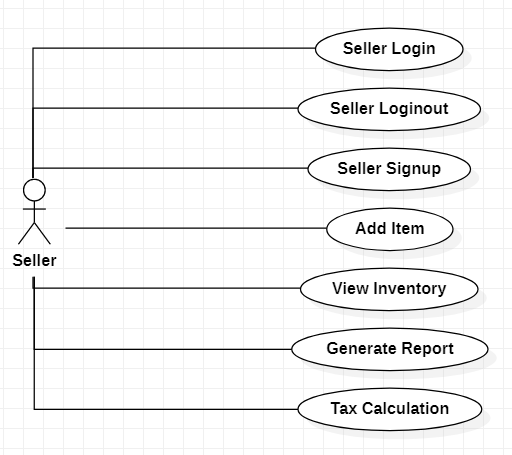 Seller Login
Seller Loginout
Seller Signup
Add Item
Seller
View Inventory
Generate Report
Tax Calculation